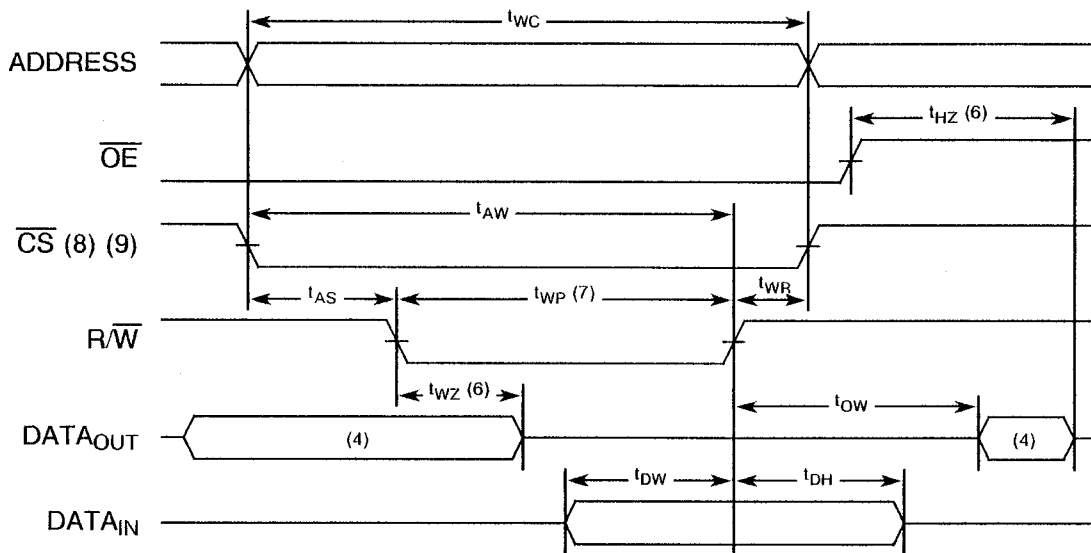 tWC
ADDRESS
tHZ (6)
OE
tAW
CS (8) (9)
tAS
tWP (7)
tWR
R/W
tWZ (6)
tOW
DATAOUT
(4)
(4)
tDW
tDH
DATAIN